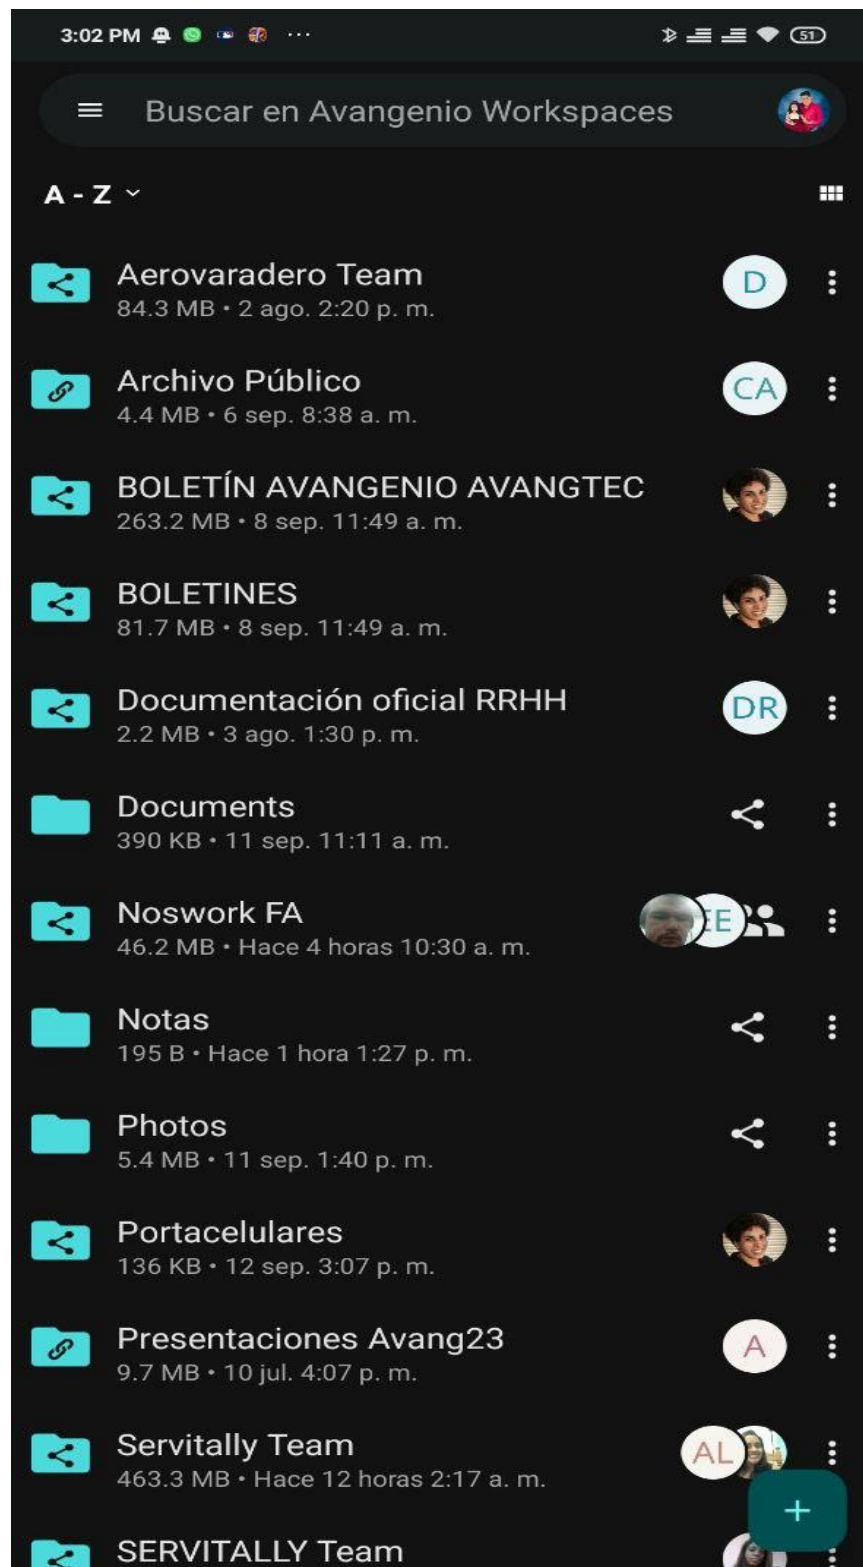 3:02 PM 51
Buscar en Avangenio Workspaces
A - Z
Aerovaradero Team
D
84.3 MB • 2 ago. 2:20 p. m.
Archivo Público
CA
4.4 MB • 6 sep. 8:38 a. m.
BOLETÍN AVANGENIO AVANGTEC
263.2 MB • 8 sep. 11:49 a. m.
BOLETINES
81.7 MB • 8 sep. 11:49 a. m.
Documentación oficial RRHH
DR
2.2 MB • 3 ago. 1:30 p. m.
Documents
390 KB • 11 sep. 11:11 a. m.
Noswork FA
EE
46.2 MB • Hace 4 horas 10:30 a. m.
Notas
195 B • Hace 1 hora 1:27 p. m.
Photos
5.4 MB • 11 sep. 1:40 p. m.
Portacelulares
136 KB • 12 sep. 3:07 p. m.
Presentaciones Avang23
A
9.7 MB • 10 jul. 4:07 p. m.
Servitally Team
AL
463.3 MB • Hace 12 horas 2:17 a. m.
SERVITALLY Team